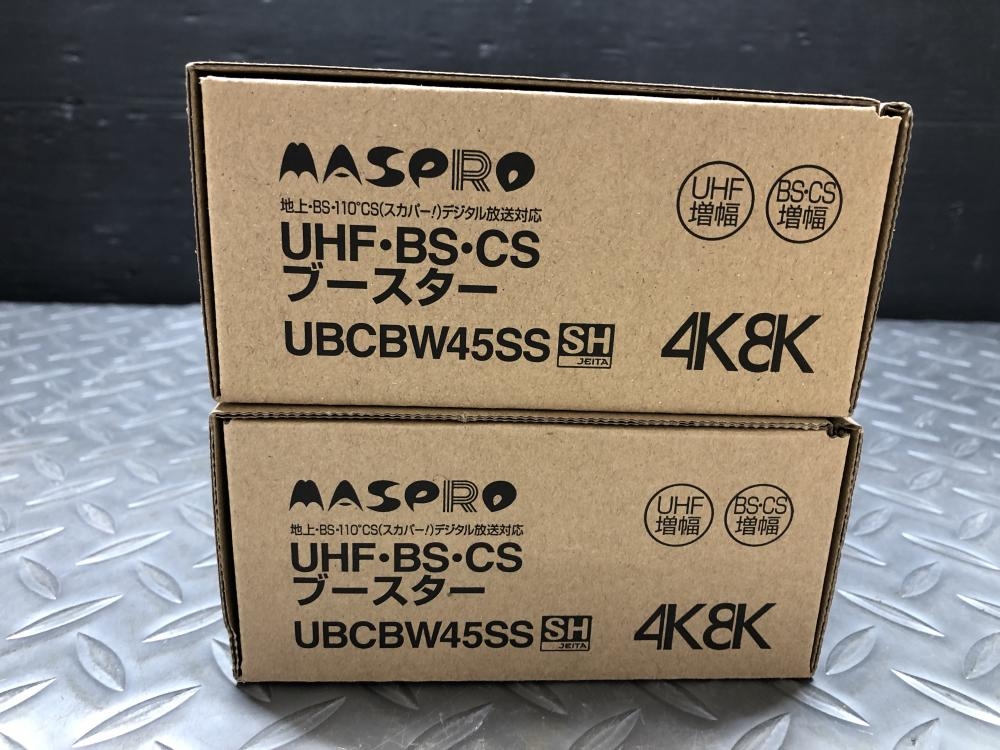 MASPRO
地上・BS・110°CS(スカパー!)デジタル放送対応
UHF・BS・CS
ブースター
UBCBW45SS SH JEITA
UHF
増幅
BS・CS
増幅
4K8K
MASPRO
地上・BS・110°CS(スカパー!)デジタル放送対応
UHF・BS・CS
ブースター
UBCBW45SS SH JEITA
UHF
増幅
BS・CS
増幅
4K8K